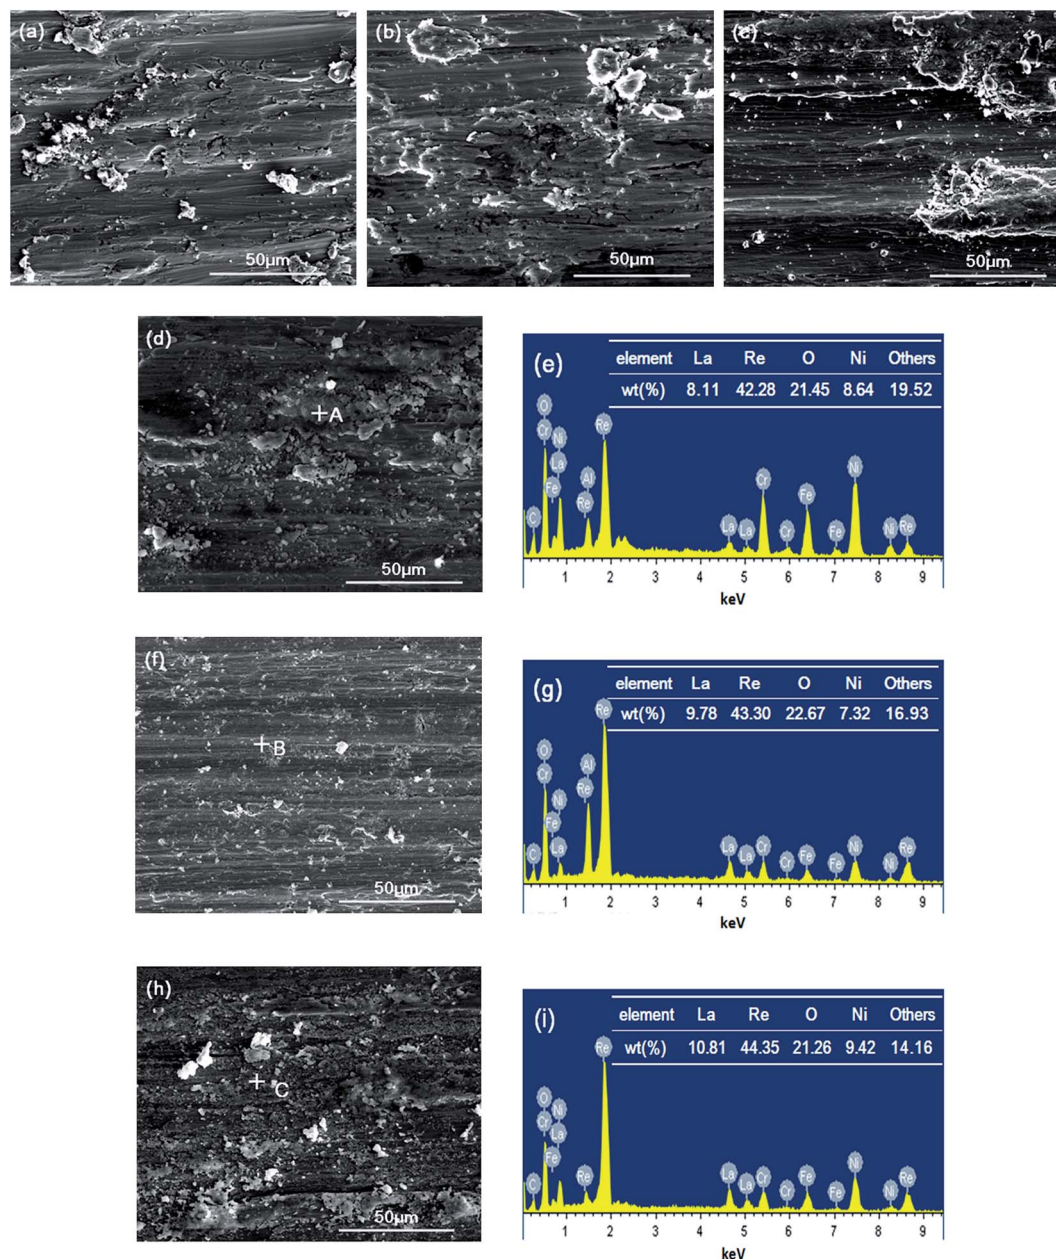 (a) (b) (c)
50µm 50µm 50µm
(d)
A
50µm
(e)
element La Re O Ni Others
wt(%) 8.11 42.28 21.45 8.64 19.52
O Cr Ni La Fe C Al Re Re La La Cr Cr Fe Fe Ni Ni Re
1 2 3 4 5 6 7 8 9
keV
(f)
B
50µm
(g)
element La Re O Ni Others
wt(%) 9.78 43.30 22.67 7.32 16.93
O Cr Ni Fe La C Al Re Re La La Cr Cr Fe Fe Ni Ni Re
1 2 3 4 5 6 7 8 9
keV
(h)
C
50µm
(i)
element La Re O Ni Others
wt(%) 10.81 44.35 21.26 9.42 14.16
O Cr Ni La Fe C Re Re La La Cr Cr Fe Fe Ni Ni Re
1 2 3 4 5 6 7 8 9
keV